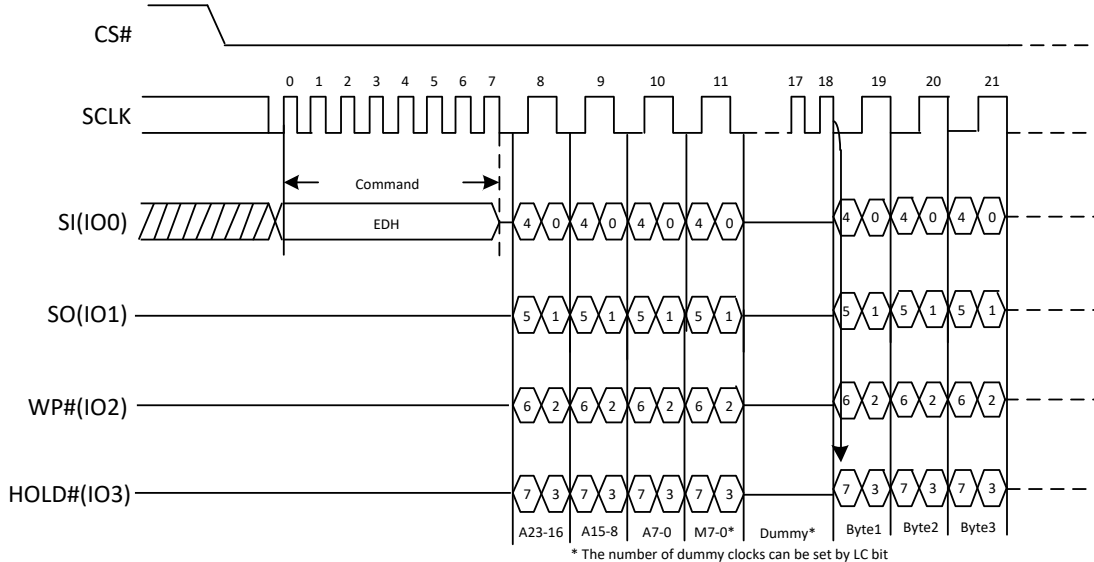 CS#
0 1 2 3 4 5 6 7 8 9 10 11 17 18 19 20 21
SCLK
Command
SI(IO0) EDH 4 0 4 0 4 0 4 0 4 0 4 0 4 0
SO(IO1) 5 1 5 1 5 1 5 1 5 1 5 1 5 1
WP#(IO2) 6 2 6 2 6 2 6 2 6 2 6 2 6 2
HOLD#(IO3) 7 3 7 3 7 3 7 3 7 3 7 3 7 3
A23-16 A15-8 A7-0 M7-0* Dummy* Byte1 Byte2 Byte3
* The number of dummy clocks can be set by LC bit